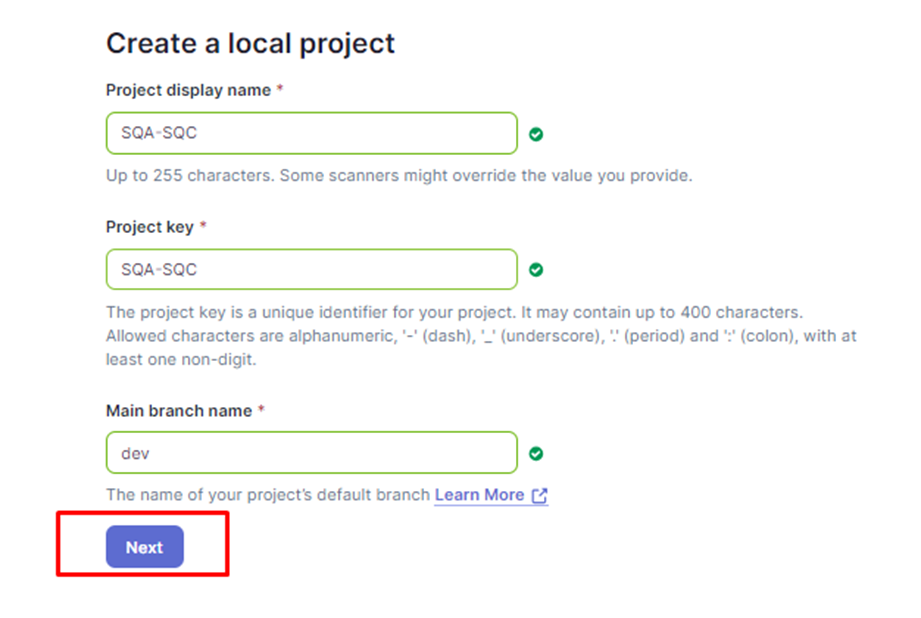 Create a local project
Project display name *
SQA-SQC
Up to 255 characters. Some scanners might override the value you provide.
Project key *
SQA-SQC
The project key is a unique identifier for your project. It may contain up to 400 characters.
Allowed characters are alphanumeric, '-' (dash), '_' (underscore), '.' (period) and ':' (colon), with at
least one non-digit.
Main branch name *
dev
The name of your project's default branch Learn More
Next